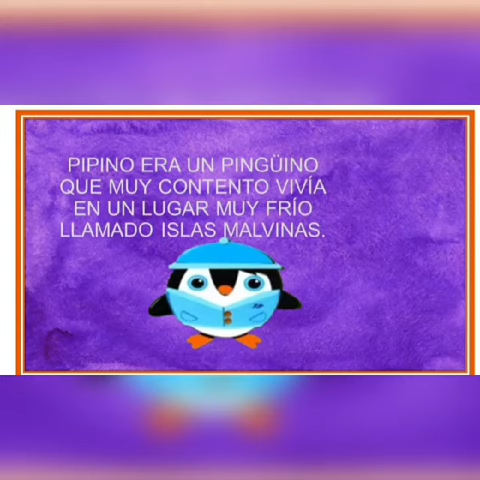 PIPINO ERA UN PINGÜINO
QUE MUY CONTENTO VIVÍA
EN UN LUGAR MUY FRÍO
LLAMADO ISLAS MALVINAS.